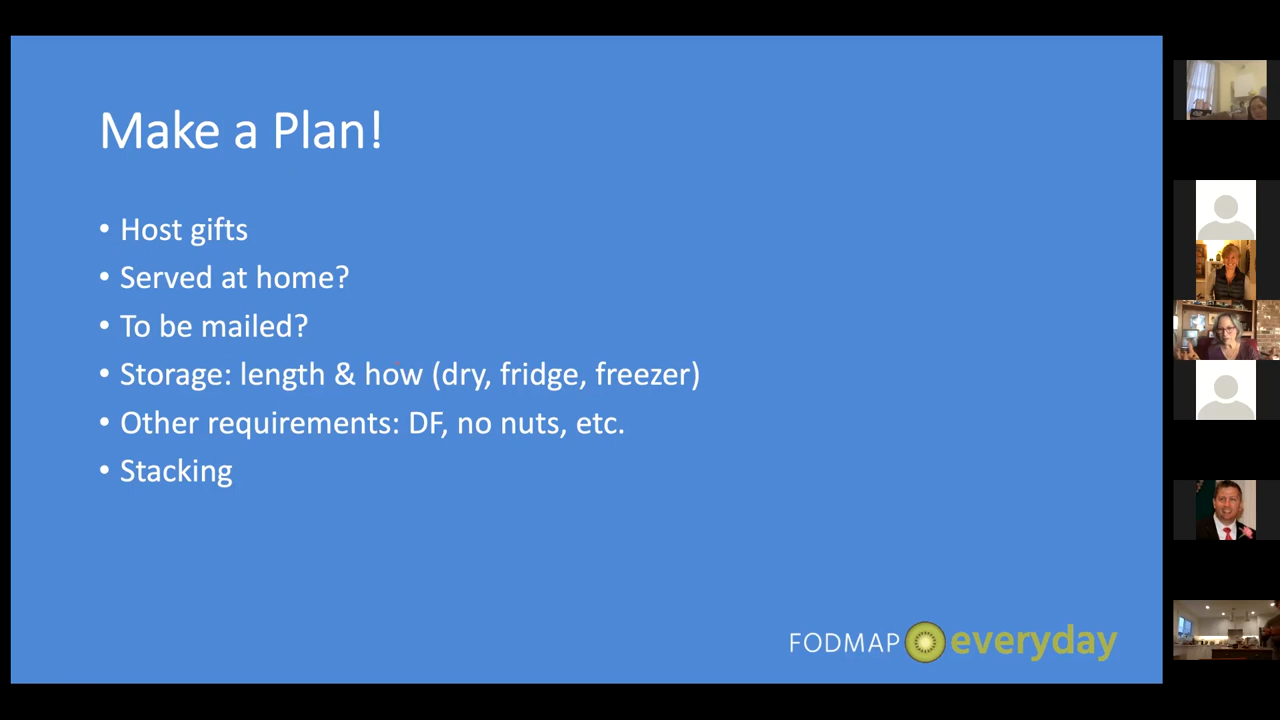 Make a Plan!
• Host gifts
• Served at home?
• To be mailed?
• Storage: length & how (dry, fridge, freezer)
• Other requirements: DF, no nuts, etc.
• Stacking
FODMAP everyday